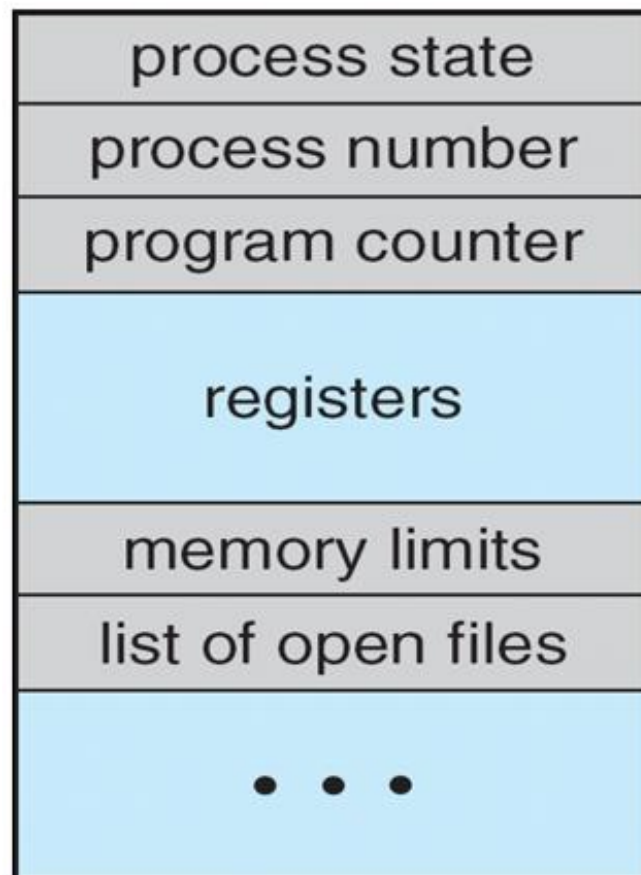 process state
process number
program counter
registers
memory limits
list of open files
• • •